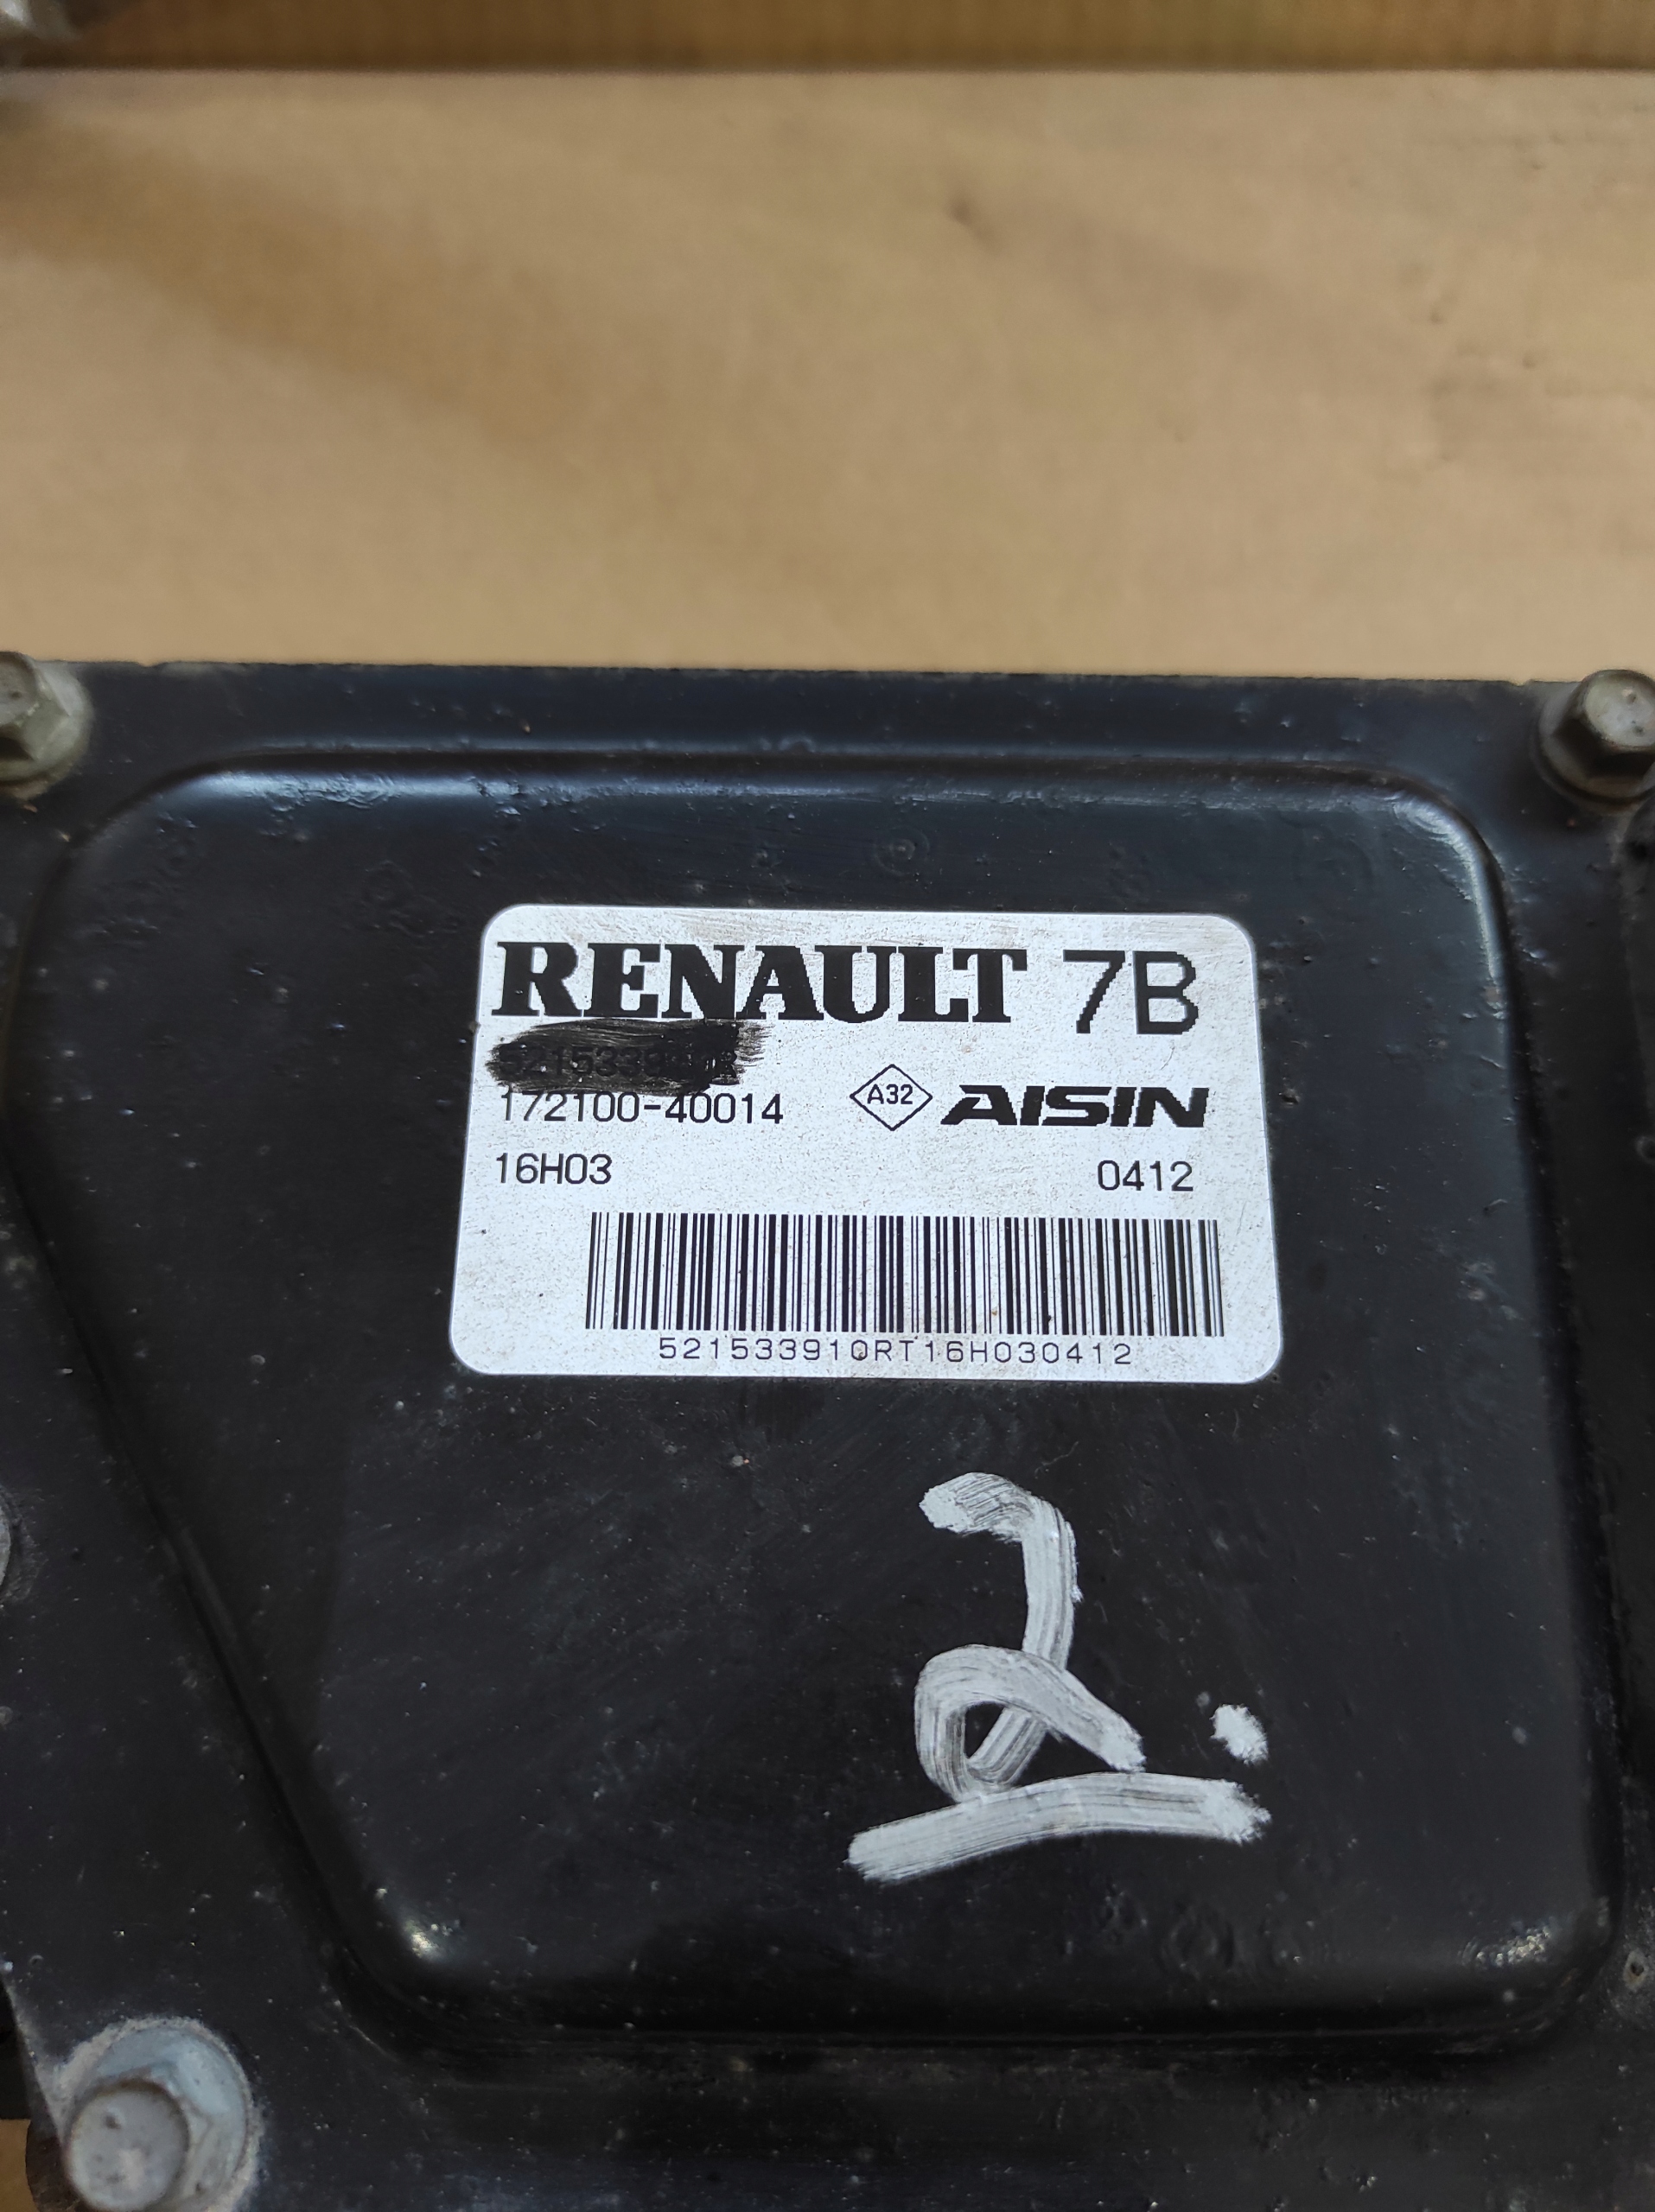 RENAULT 7B
172100-40014 A32 AISIN
16H03 0412
521533910RT16H030412
2.